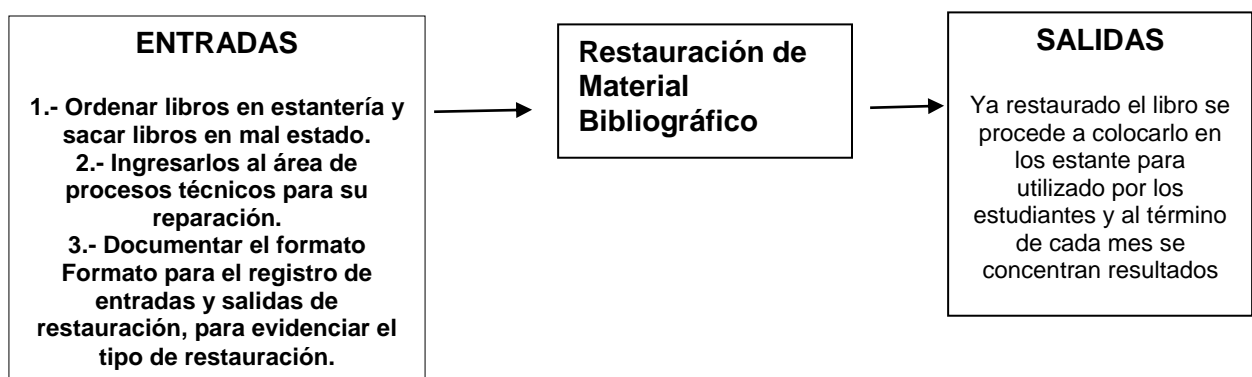 ENTRADAS
1.- Ordenar libros en estantería y
sacar libros en mal estado.
2.- Ingresarlos al área de
procesos técnicos para su
reparación.
3.- Documentar el formato
Formato para el registro de
entradas y salidas de
restauración, para evidenciar el
tipo de restauración.
Restauración de
Material
Bibliográfico
SALIDAS
Ya restaurado el libro se
procede a colocarlo en
los estante para
utilizado por los
estudiantes y al término
de cada mes se
concentran resultados